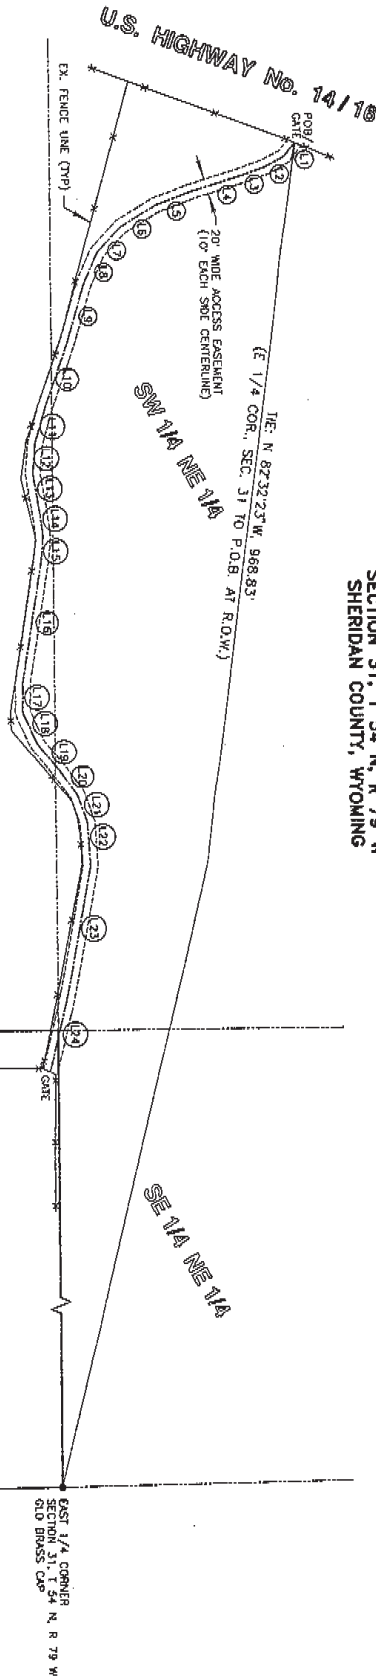 SECTION 31, T 54 N, R 79 W
SHERIDAN COUNTY, WYOMING
U.S. HIGHWAY No. 14/16
P.O.B.
GATE
L1
L2
L3
L4
L5
L6
L7
L8
L9
L10
L11
L12
L13
L14
L15
L16
L17
L18
L19
L20
L21
L22
L23
L24
EX. FENCE LINE (TYP)
20' WIDE ACCESS EASEMENT
(10' EACH SIDE CENTERLINE)
TIE: N 82°32'23" W, 968.83'
(E 1/4 COR., SEC. 31 TO P.O.B. AT R.O.W.)
SW 1/4 NE 1/4
SE 1/4 NE 1/4
GATE
EAST 1/4 CORNER
SECTION 31, T 54 N, R 79 W
GLO BRASS CAP